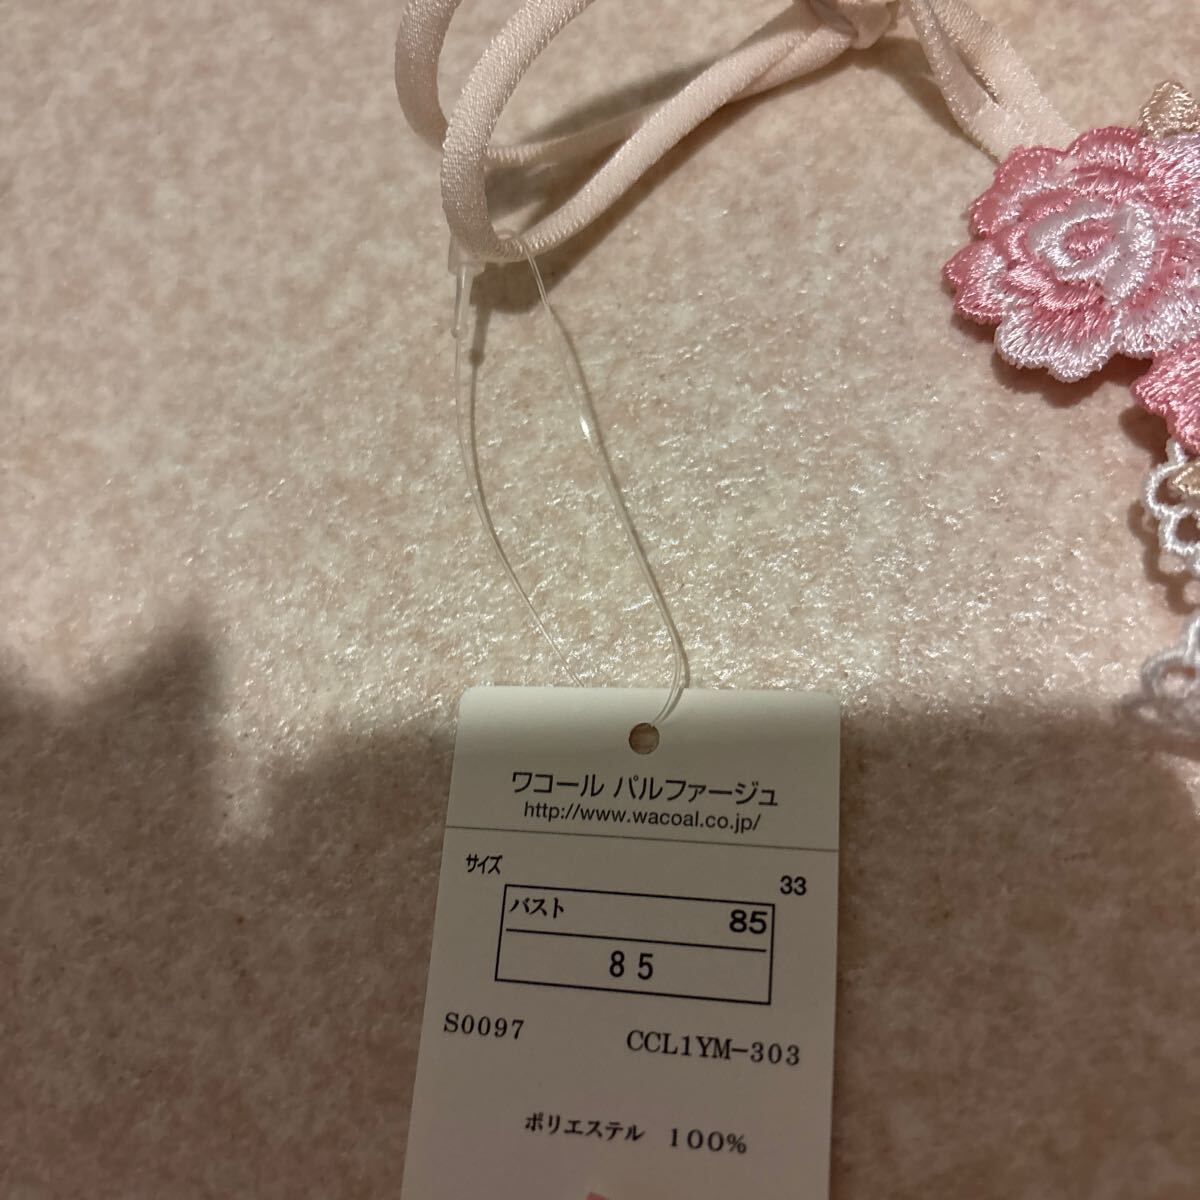 ワコール パルファージュ
http://www.wacoal.co.jp/
サイズ 33
バスト 85
85
S0097 CCL1YM-303
ポリエステル 100%